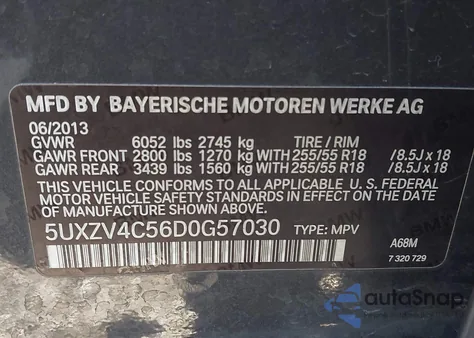 MFD BY BAYERISCHE MOTOREN WERKE AG
06/2013
GVWR 6052 lbs 2745 kg TIRE / RIM
GAWR FRONT 2800 lbs 1270 kg WITH 255/55 R18 /8.5J x 18
GAWR REAR 3439 lbs 1560 kg WITH 255/55 R18 /8.5J x 18
THIS VEHICLE CONFORMS TO ALL APPLICABLE U. S. FEDERAL
MOTOR VEHICLE SAFETY STANDARDS IN EFFECT ON THE DATE
OF MANUFACTURE SHOWN ABOVE.
5UXZV4C56D0G57030 TYPE: MPV
A68M
7 320 729
autoSnap